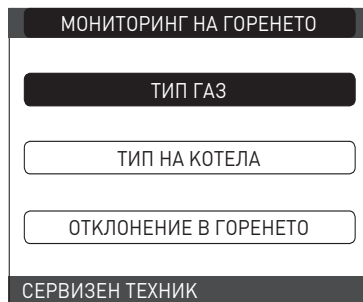 МОНИТОРИНГ НА ГОРЕНЕТО
ТИП ГАЗ
ТИП НА КОТЕЛА
ОТКЛОНЕНИЕ В ГОРЕНЕТО
СЕРВИЗЕН ТЕХНИК